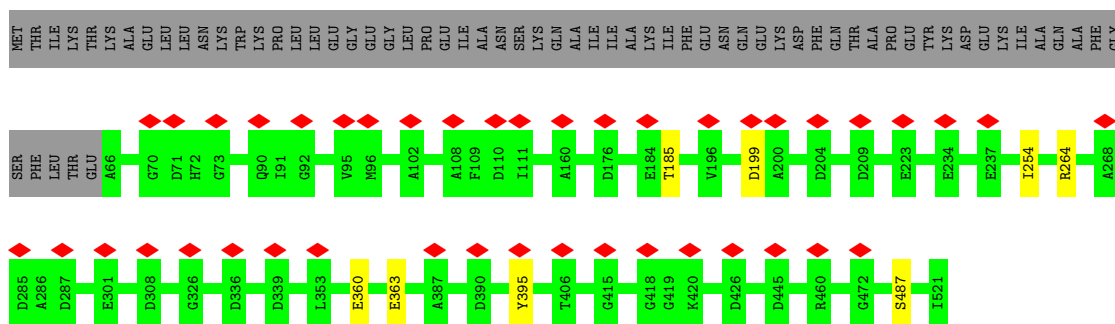 MET THR ILE LYS THR LYS ALA GLU LEU LEU ASN LYS TRP LYS PRO LEU LEU GLU GLY GLU GLY LEU PRO GLU ILE ALA ASN SER LYS GLN ALA ILE ILE ALA LYS ILE PHE GLU ASN GLN GLU LYS ASP PHE GLN THR ALA PRO GLU TYR LYS ASP GLU LYS ILE ALA GLN ALA PHE GLY
SER PHE LEU THR GLU A66 G70 D71 H72 G73 Q90 I91 G92 V95 M96 A102 A108 F109 D110 I111 A160 D176 E184 T185 V196 D199 A200 D204 D209 E223 E234 E237 I254 R264 A268
D285 A286 D287 E301 D308 G326 D336 D339 L353 E360 E363 A387 D390 Y395 T406 G415 G418 G419 K420 D426 D445 R460 G472 S487 I521